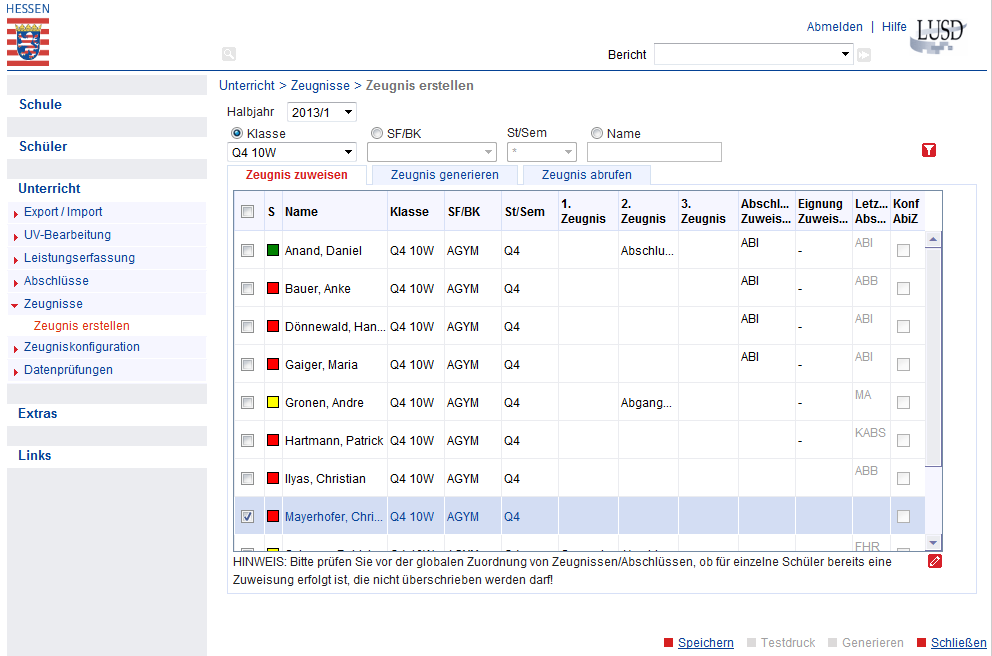 HESSEN
Abmelden | Hilfe LUSD
Bericht
Unterricht > Zeugnisse > Zeugnis erstellen
Schule
Schüler
Unterricht
Export / Import
UV-Bearbeitung
Leistungserfassung
Abschlüsse
Zeugnisse
Zeugnis erstellen
Zeugniskonfiguration
Datenprüfungen
Extras
Links
Halbjahr 2013/1
Klasse SF/BK St/Sem Name
Q4 10W *
Zeugnis zuweisen Zeugnis generieren Zeugnis abrufen
S Name Klasse SF/BK St/Sem 1. Zeugnis 2. Zeugnis 3. Zeugnis Abschl... Zuweis... Eignung Zuweis... Letz... Abs... Konf AbiZ
Anand, Daniel Q4 10W AGYM Q4 Abschlu... ABI - ABI
Bauer, Anke Q4 10W AGYM Q4 ABI - ABB
Dönnewald, Han... Q4 10W AGYM Q4 ABI - ABI
Gaiger, Maria Q4 10W AGYM Q4 ABI - ABI
Gronen, Andre Q4 10W AGYM Q4 Abgang... - MA
Hartmann, Patrick Q4 10W AGYM Q4 - KABS
Ilyas, Christian Q4 10W AGYM Q4 ABB
Mayerhofer, Chri... Q4 10W AGYM Q4
FHR
HINWEIS: Bitte prüfen Sie vor der globalen Zuordnung von Zeugnissen/Abschlüssen, ob für einzelne Schüler bereits eine
Zuweisung erfolgt ist, die nicht überschrieben werden darf!
Speichern Testdruck Generieren Schließen